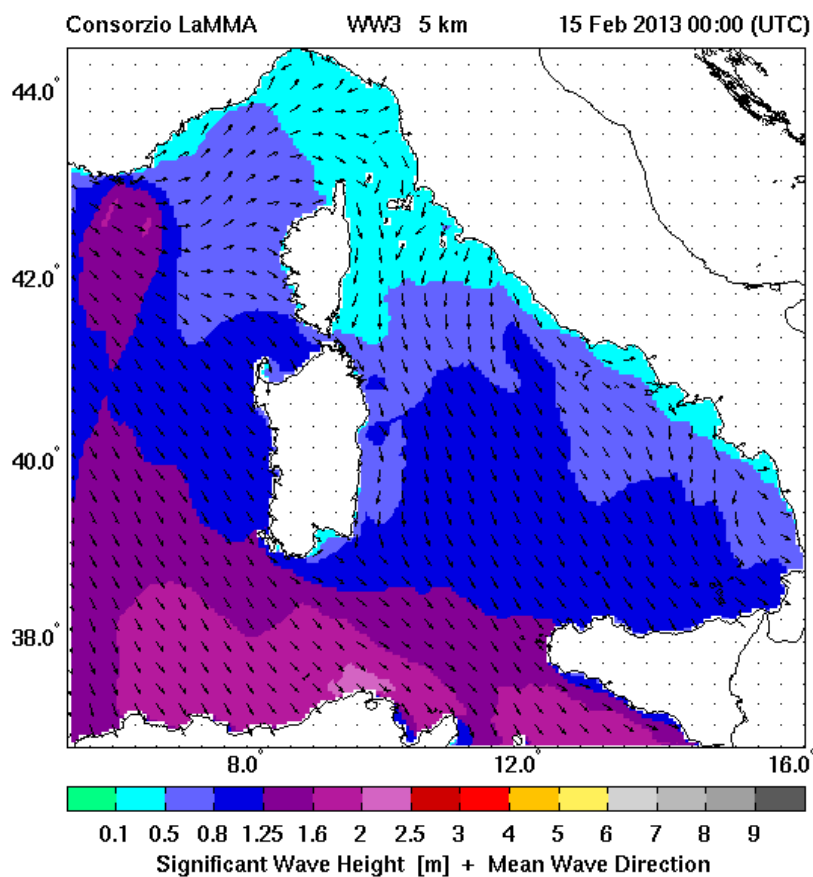 Consorzio LaMMA WW3 5 km 15 Feb 2013 00:00 (UTC)
44.0°
42.0°
40.0°
38.0°
8.0° 12.0° 16.0°
0.1 0.5 0.8 1.25 1.6 2 2.5 3 4 5 6 7 8 9
Significant Wave Height [m] + Mean Wave Direction